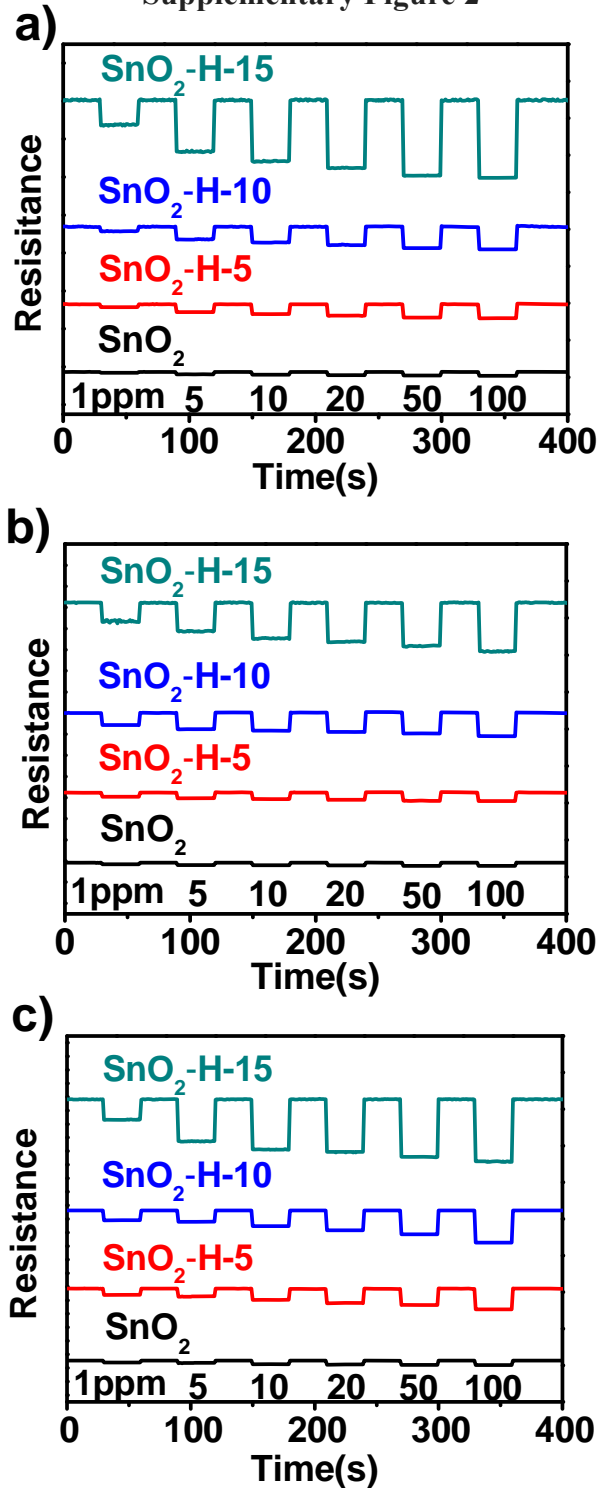 Supplementary Figure 2
a)
SnO2-H-15
SnO2-H-10
SnO2-H-5
SnO2
1ppm 5 10 20 50 100
Resisitance
0 100 200 300 400
Time(s)
b)
SnO2-H-15
SnO2-H-10
SnO2-H-5
SnO2
1ppm 5 10 20 50 100
Resistance
0 100 200 300 400
Time(s)
c)
SnO2-H-15
SnO2-H-10
SnO2-H-5
SnO2
1ppm 5 10 20 50 100
Resistance
0 100 200 300 400
Time(s)